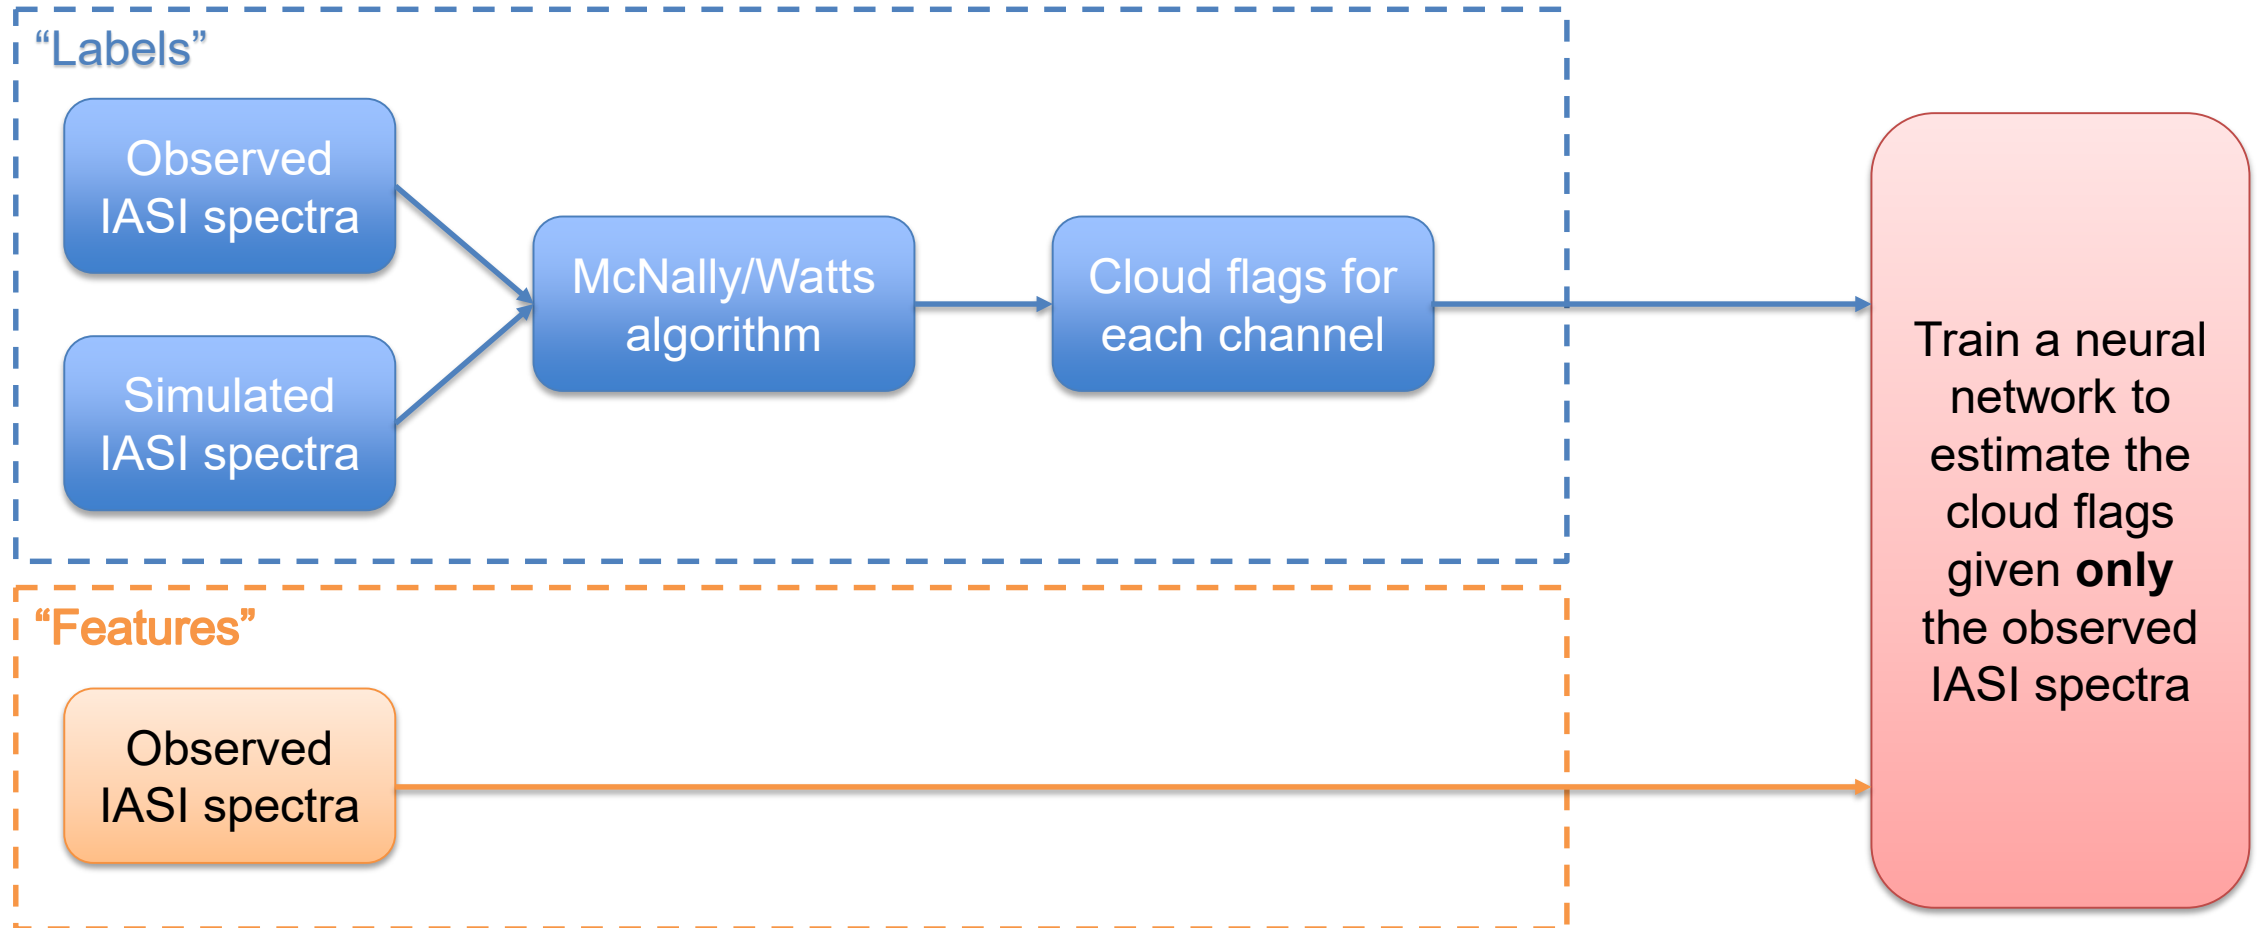 “Labels”
Observed
IASI spectra
Simulated
IASI spectra
McNally/Watts
algorithm
Cloud flags for
each channel
“Features”
Observed
IASI spectra
Train a neural
network to
estimate the
cloud flags
given only
the observed
IASI spectra